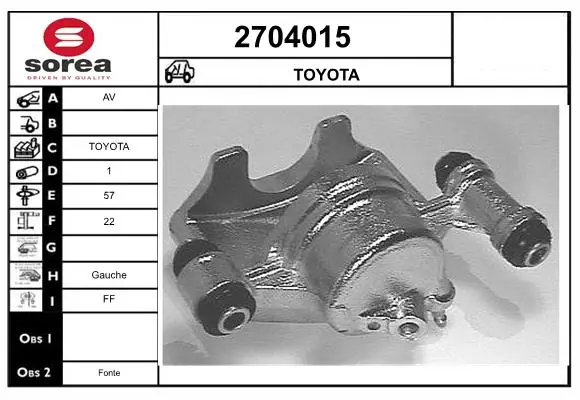 sorea
DRIVEN BY QUALITY
2704015
TOYOTA
A AV
B
C TOYOTA
D 1
E 57
F 22
G
H Gauche
I FF
OBS 1
OBS 2 Fonte